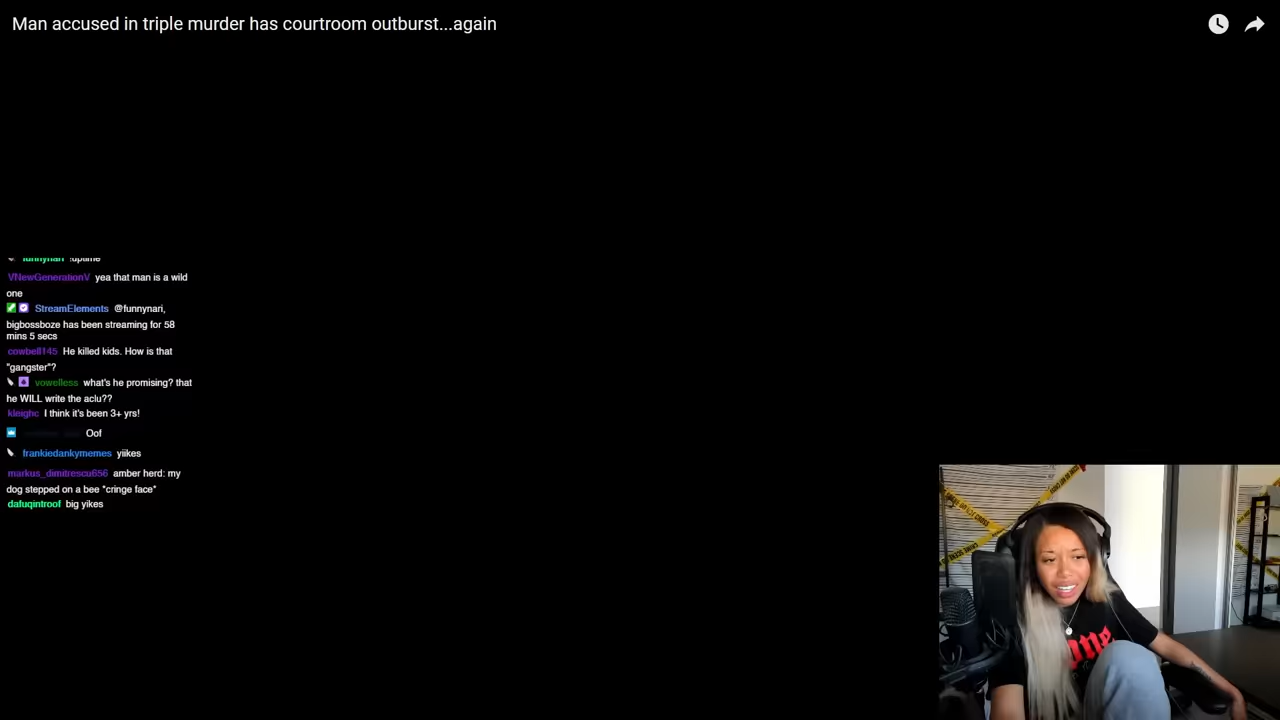 Man accused in triple murder has courtroom outburst...again
funnynari !uptime
VNewGenerationV yea that man is a wild
one
StreamElements @funnynari,
bigbossboze has been streaming for 58
mins 5 secs
cowbell145 He killed kids. How is that
"gangster"?
vowelless what's he promising? that
he WILL write the aclu??
kleighc I think it's been 3+ yrs!
Oof
frankiedankymemes yiikes
markus_dimitrescu656 amber herd: my
dog stepped on a bee *cringe face*
dafuqintroof big yikes